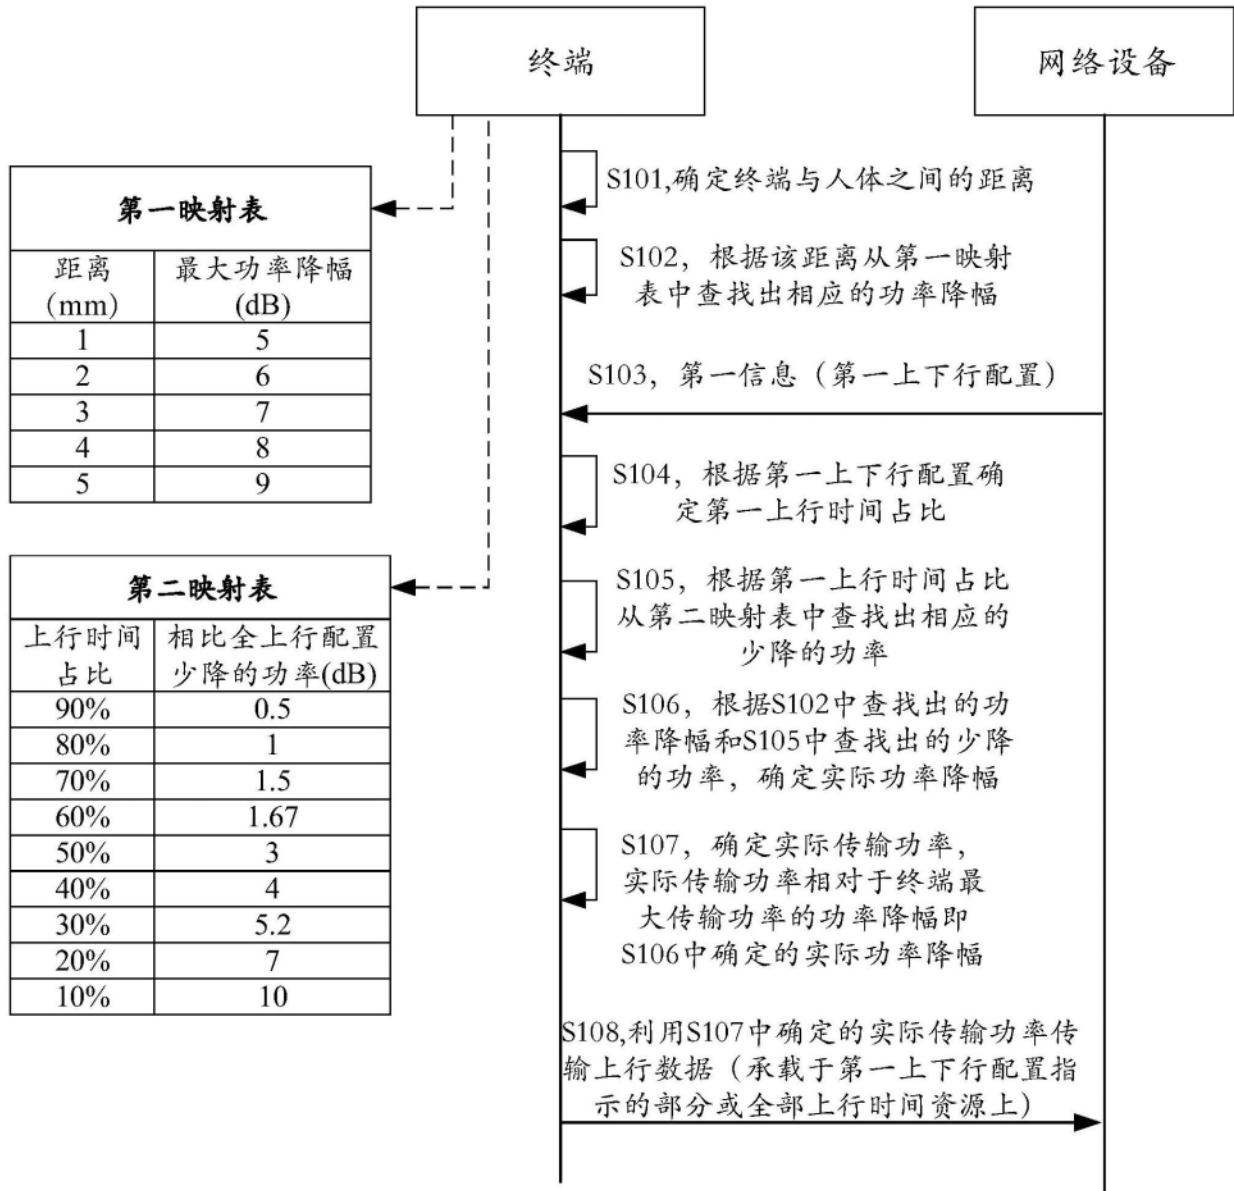 终端
网络设备
第一映射表
距离
(mm)
最大功率降幅
(dB)
1 5
2 6
3 7
4 8
5 9
第二映射表
上行时间
占比
相比全上行配置
少降的功率(dB)
90% 0.5
80% 1
70% 1.5
60% 1.67
50% 3
40% 4
30% 5.2
20% 7
10% 10
S101,确定终端与人体之间的距离
S102，根据该距离从第一映射
表中查找出相应的功率降幅
S103，第一信息（第一上下行配置）
S104，根据第一上下行配置确
定第一上行时间占比
S105，根据第一上行时间占比
从第二映射表中查找出相应的
少降的功率
S106，根据S102中查找出的功
率降幅和S105中查找出的少降
的功率，确定实际功率降幅
S107，确定实际传输功率，
实际传输功率相对于终端最
大传输功率的功率降幅即
S106中确定的实际功率降幅
S108,利用S107中确定的实际传输功率传
输上行数据（承载于第一上下行配置指
示的部分或全部上行时间资源上）